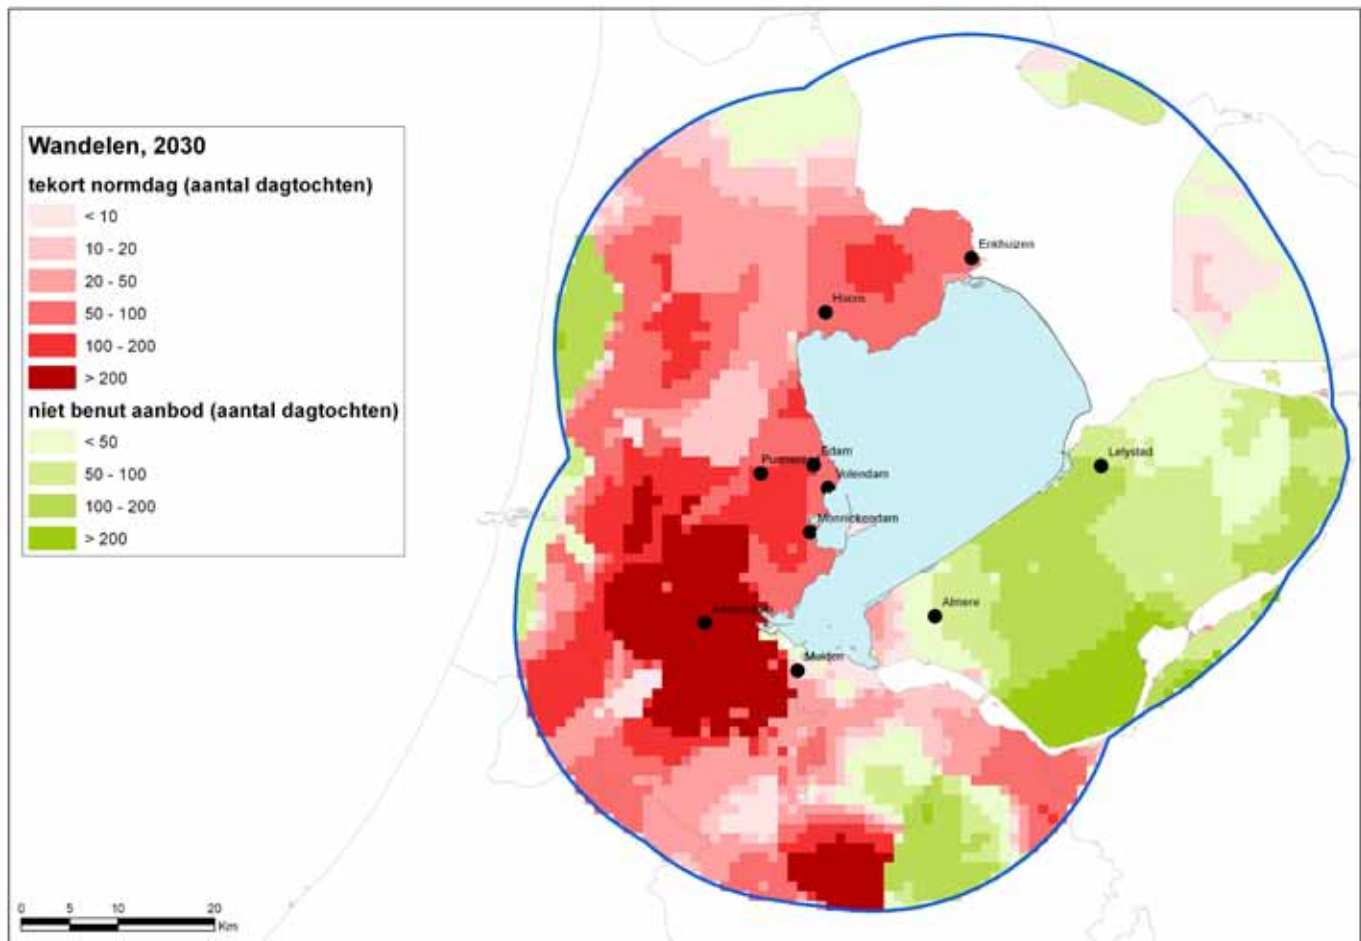 Wandelen, 2030
tekort normdag (aantal dagtochten)
< 10
10 - 20
20 - 50
50 - 100
100 - 200
> 200
niet benut aanbod (aantal dagtochten)
< 50
50 - 100
100 - 200
> 200
Enkhuizen
Hoorn
Edam
Volendam
Lelystad
Monnickendam
Almere
Muiden
0 5 10 20
Km